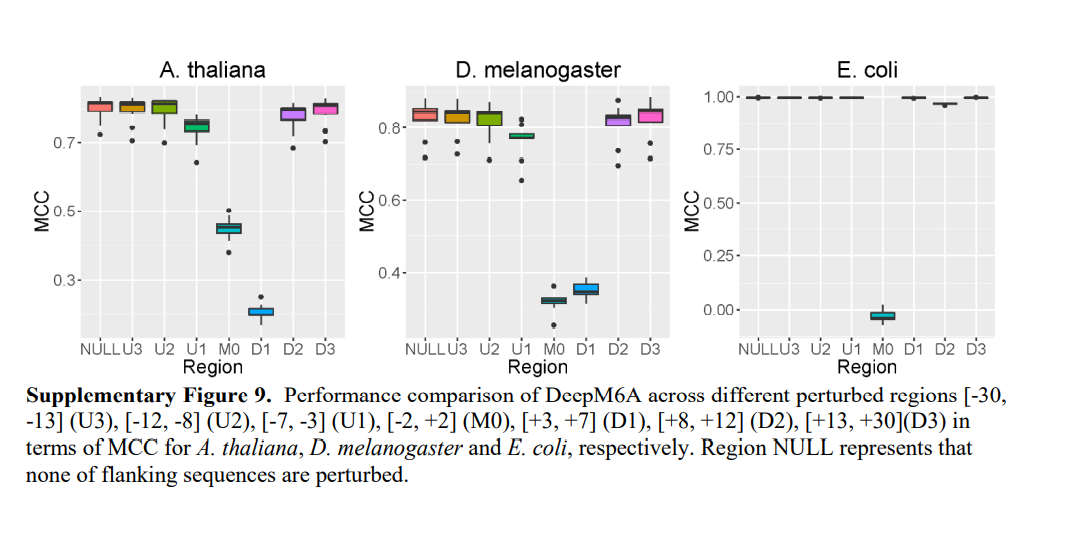 A. thaliana
D. melanogaster
E. coli
MCC
0.7
0.5
0.3
NULL U3 U2 U1 M0 D1 D2 D3
Region
MCC
0.8
0.6
0.4
NULL U3 U2 U1 M0 D1 D2 D3
Region
MCC
1.00
0.75
0.50
0.25
0.00
NULL U3 U2 U1 M0 D1 D2 D3
Region
Supplementary Figure 9. Performance comparison of DeepM6A across different perturbed regions [-30,
-13] (U3), [-12, -8] (U2), [-7, -3] (U1), [-2, +2] (M0), [+3, +7] (D1), [+8, +12] (D2), [+13, +30](D3) in
terms of MCC for A. thaliana, D. melanogaster and E. coli, respectively. Region NULL represents that
none of flanking sequences are perturbed.